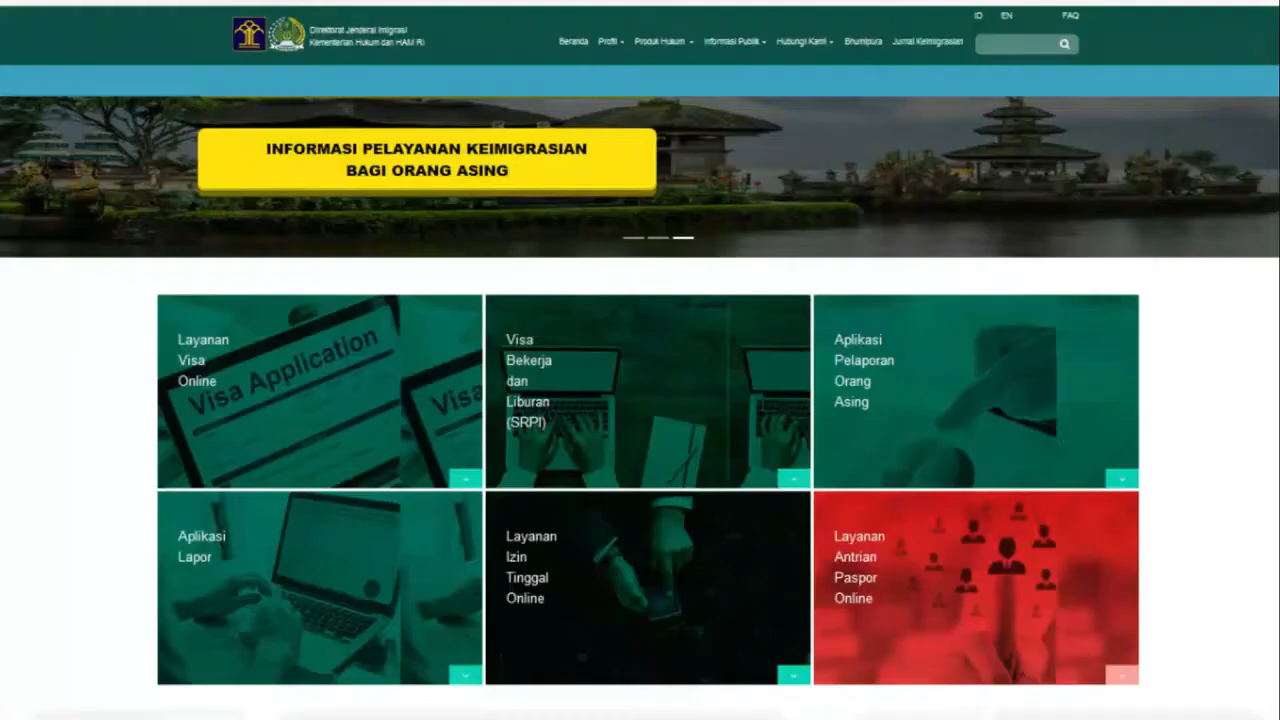 ID EN FAQ
Direktorat Jenderal Imigrasi
Kementerian Hukum dan HAM RI
Beranda Profil Produk Hukum Informasi Publik Hubungi Kami Bhumipura Jurnal Keimigrasian
INFORMASI PELAYANAN KEIMIGRASIAN
BAGI ORANG ASING
Layanan
Visa
Online
Visa Application
Visa
Visa
Bekerja
dan
Liburan
(SRPI)
Aplikasi
Pelaporan
Orang
Asing
Aplikasi
Lapor
Layanan
Izin
Tinggal
Online
Layanan
Antrian
Paspor
Online